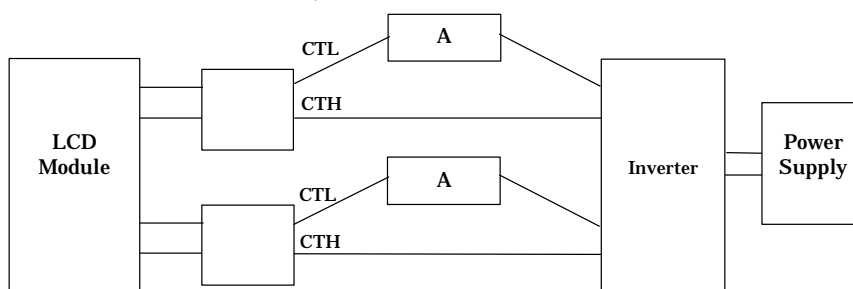 A
CTL
CTH
LCD
Module
Power
Supply
Inverter
A
CTL
CTH